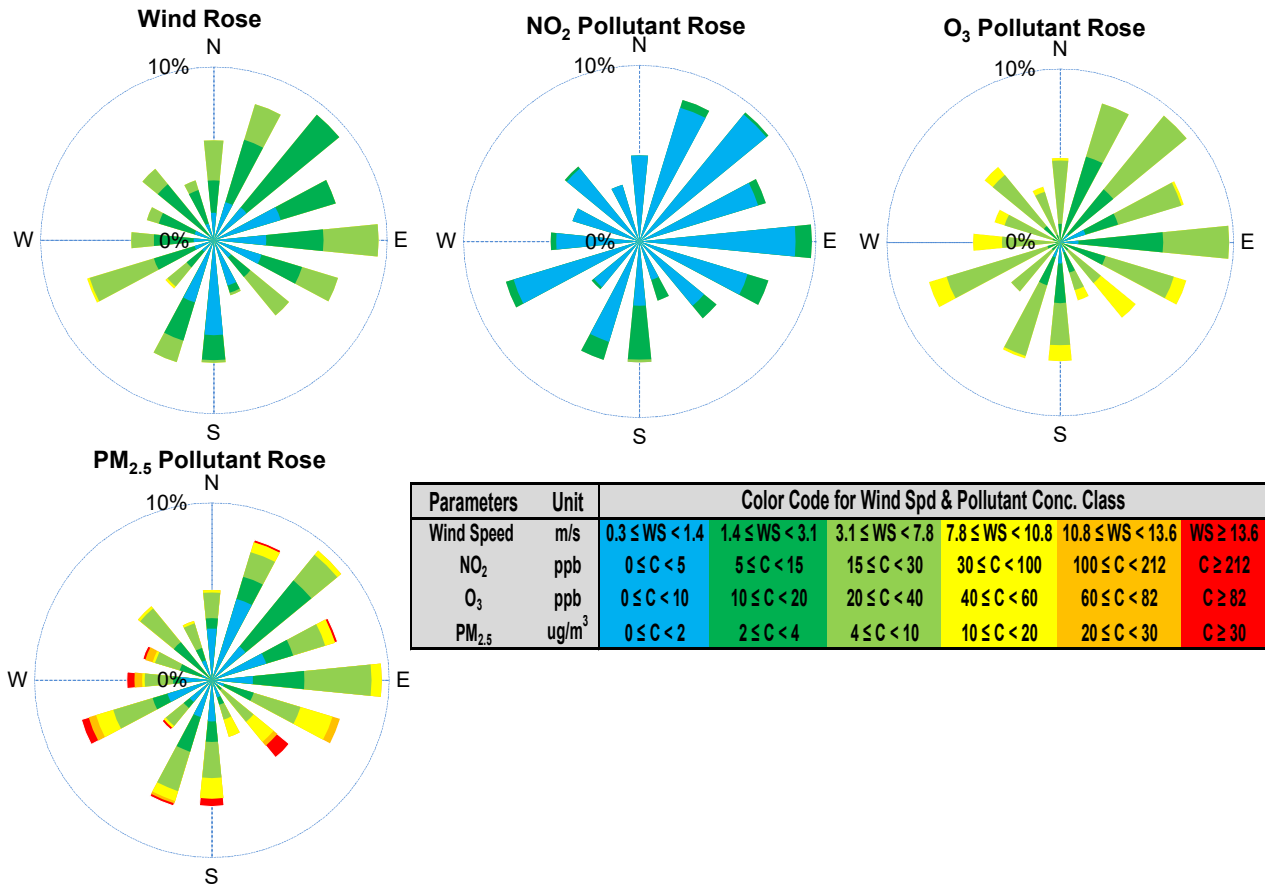 Wind Rose
N
10%
W
0%
E
S
NO₂ Pollutant Rose
N
10%
0%
W
E
S
O₃ Pollutant Rose
N
10%
W
0%
E
S
PM₂.₅ Pollutant Rose
N
10%
W
0%
E
S
Parameters Unit Color Code for Wind Spd & Pollutant Conc. Class
Wind Speed m/s 0.3 ≤ WS < 1.4 1.4 ≤ WS < 3.1 3.1 ≤ WS < 7.8 7.8 ≤ WS < 10.8 10.8 ≤ WS < 13.6 WS ≥ 13.6
NO₂ ppb 0 ≤ C < 5 5 ≤ C < 15 15 ≤ C < 30 30 ≤ C < 100 100 ≤ C < 212 C ≥ 212
O₃ ppb 0 ≤ C < 10 10 ≤ C < 20 20 ≤ C < 40 40 ≤ C < 60 60 ≤ C < 82 C ≥ 82
PM₂.₅ ug/m³ 0 ≤ C < 2 2 ≤ C < 4 4 ≤ C < 10 10 ≤ C < 20 20 ≤ C < 30 C ≥ 30